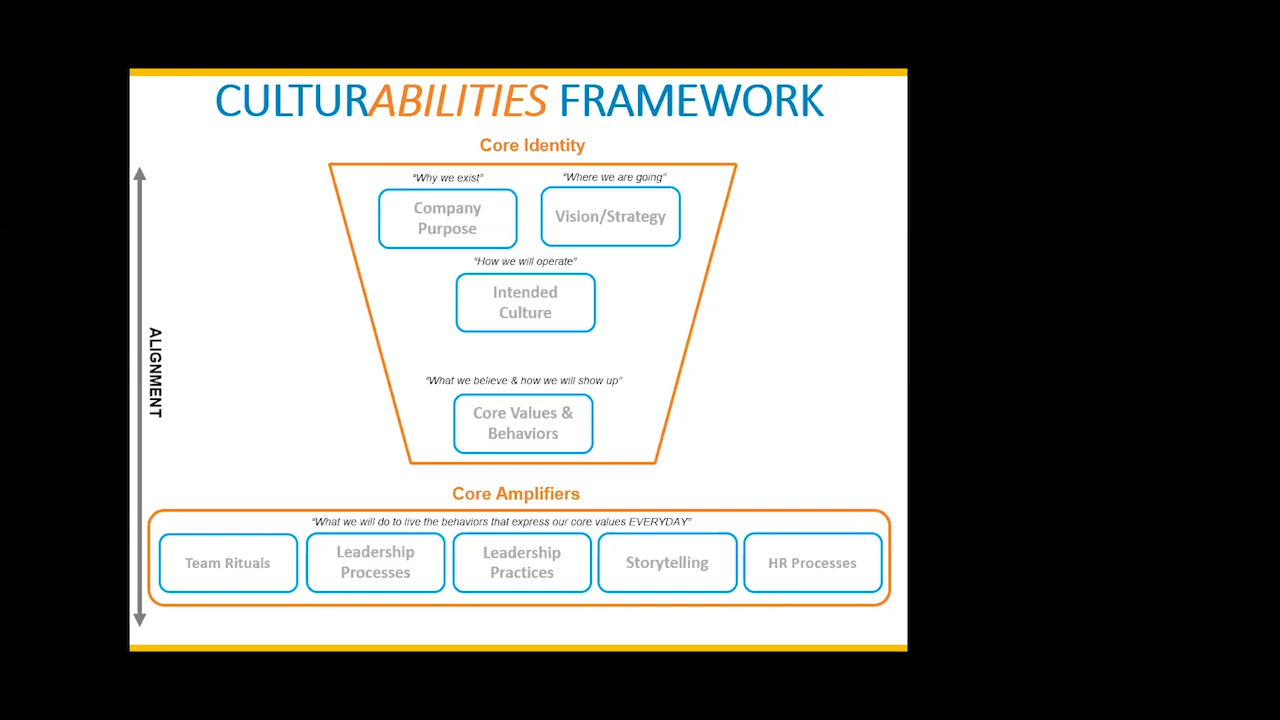 CULTURABILITIES FRAMEWORK
Core Identity
"Why we exist"
Company
Purpose
"Where we are going"
Vision/Strategy
"How we will operate"
Intended
Culture
"What we believe & how we will show up"
Core Values &
Behaviors
ALIGNMENT
Core Amplifiers
"What we will do to live the behaviors that express our core values EVERYDAY"
Team Rituals
Leadership
Processes
Leadership
Practices
Storytelling
HR Processes